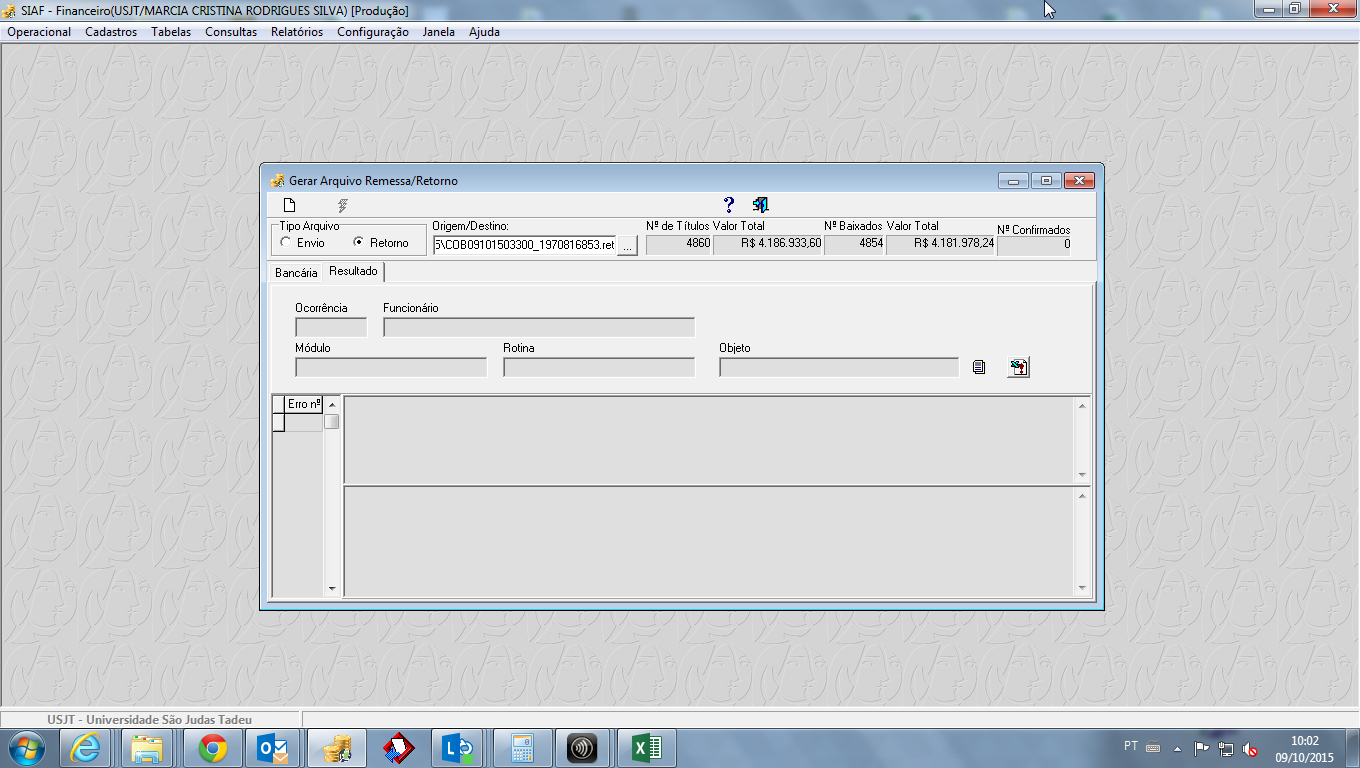 SIAF - Financeiro(USJT/MARCIA CRISTINA RODRIGUES SILVA) [Produção]
Operacional Cadastros Tabelas Consultas Relatórios Configuração Janela Ajuda
Gerar Arquivo Remessa/Retorno
Tipo Arquivo
Envio Retorno
Origem/Destino:
5\COB09101503300_1970816853.ret ...
Nº de Títulos Valor Total Nº Baixados Valor Total Nº Confirmados
4860 R$ 4.186.933,60 4854 R$ 4.181.978,24 0
Bancária Resultado
Ocorrência Funcionário
Módulo Rotina Objeto
Erro nº
USJT - Universidade São Judas Tadeu
PT
10:02
09/10/2015